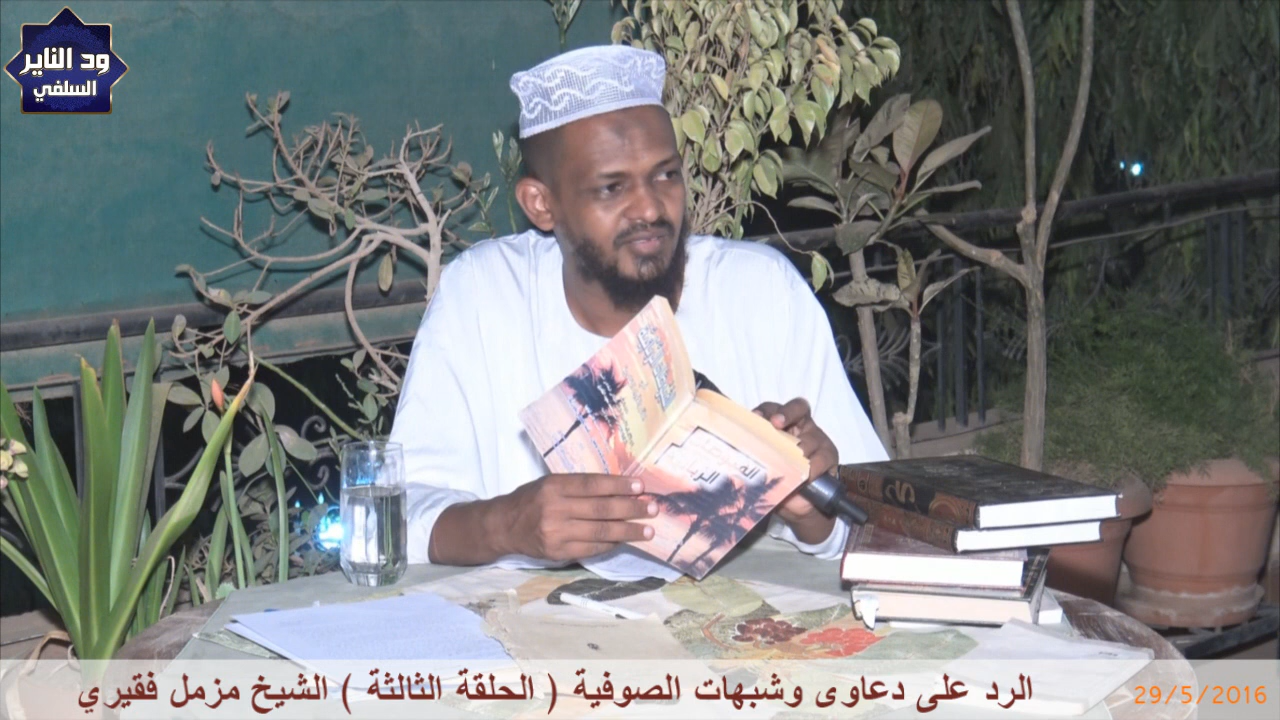 ود الناير
السلفي
الرد على دعاوى وشبهات الصوفية ( الحلقة الثالثة ) الشيخ مزمل فقيري
29/5/2016